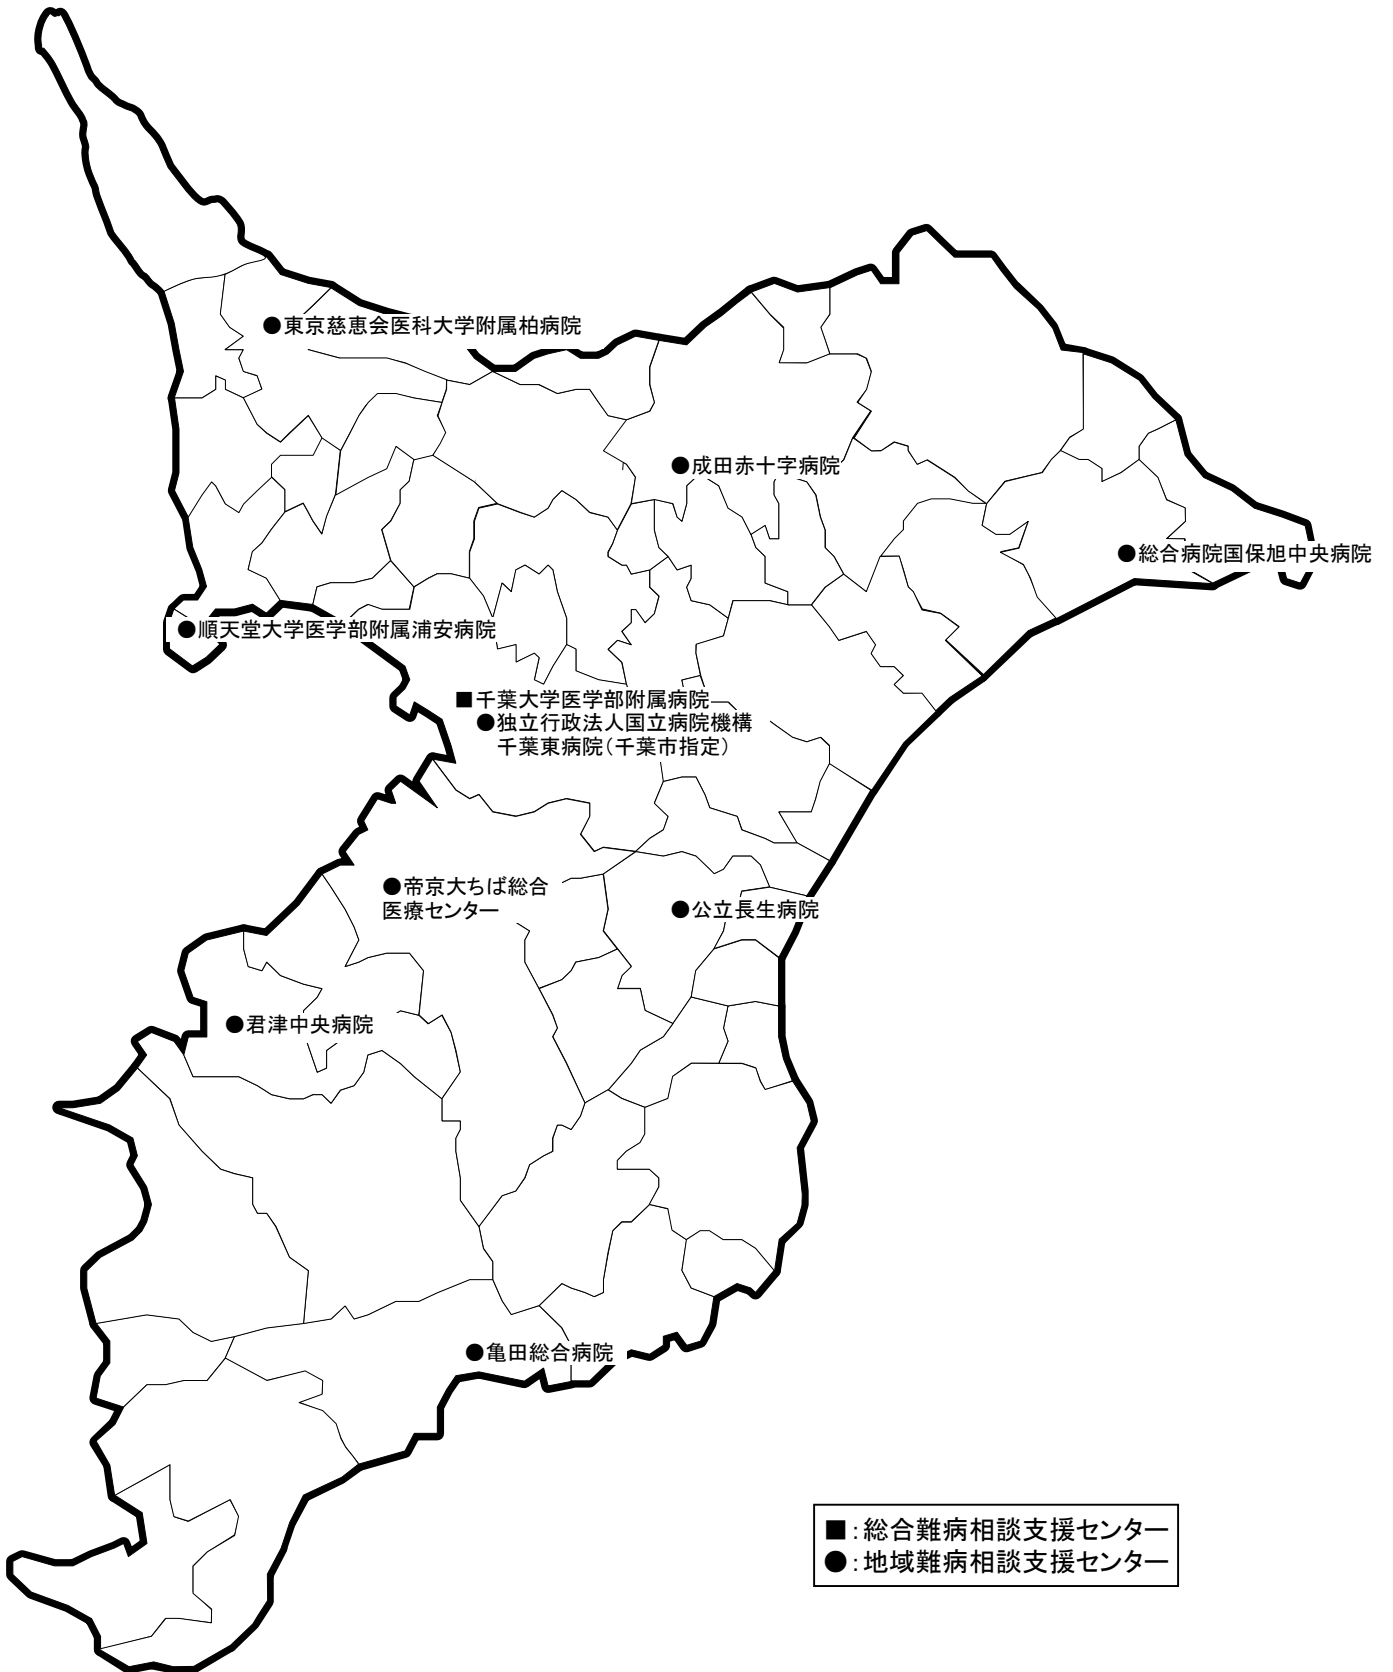 ●東京慈恵会医科大学附属柏病院
●成田赤十字病院
●総合病院国保旭中央病院
●順天堂大学医学部附属浦安病院
■千葉大学医学部附属病院
●独立行政法人国立病院機構
千葉東病院(千葉市指定)
●帝京大ちば総合
医療センター
●公立長生病院
●君津中央病院
●亀田総合病院
■:総合難病相談支援センター
●:地域難病相談支援センター